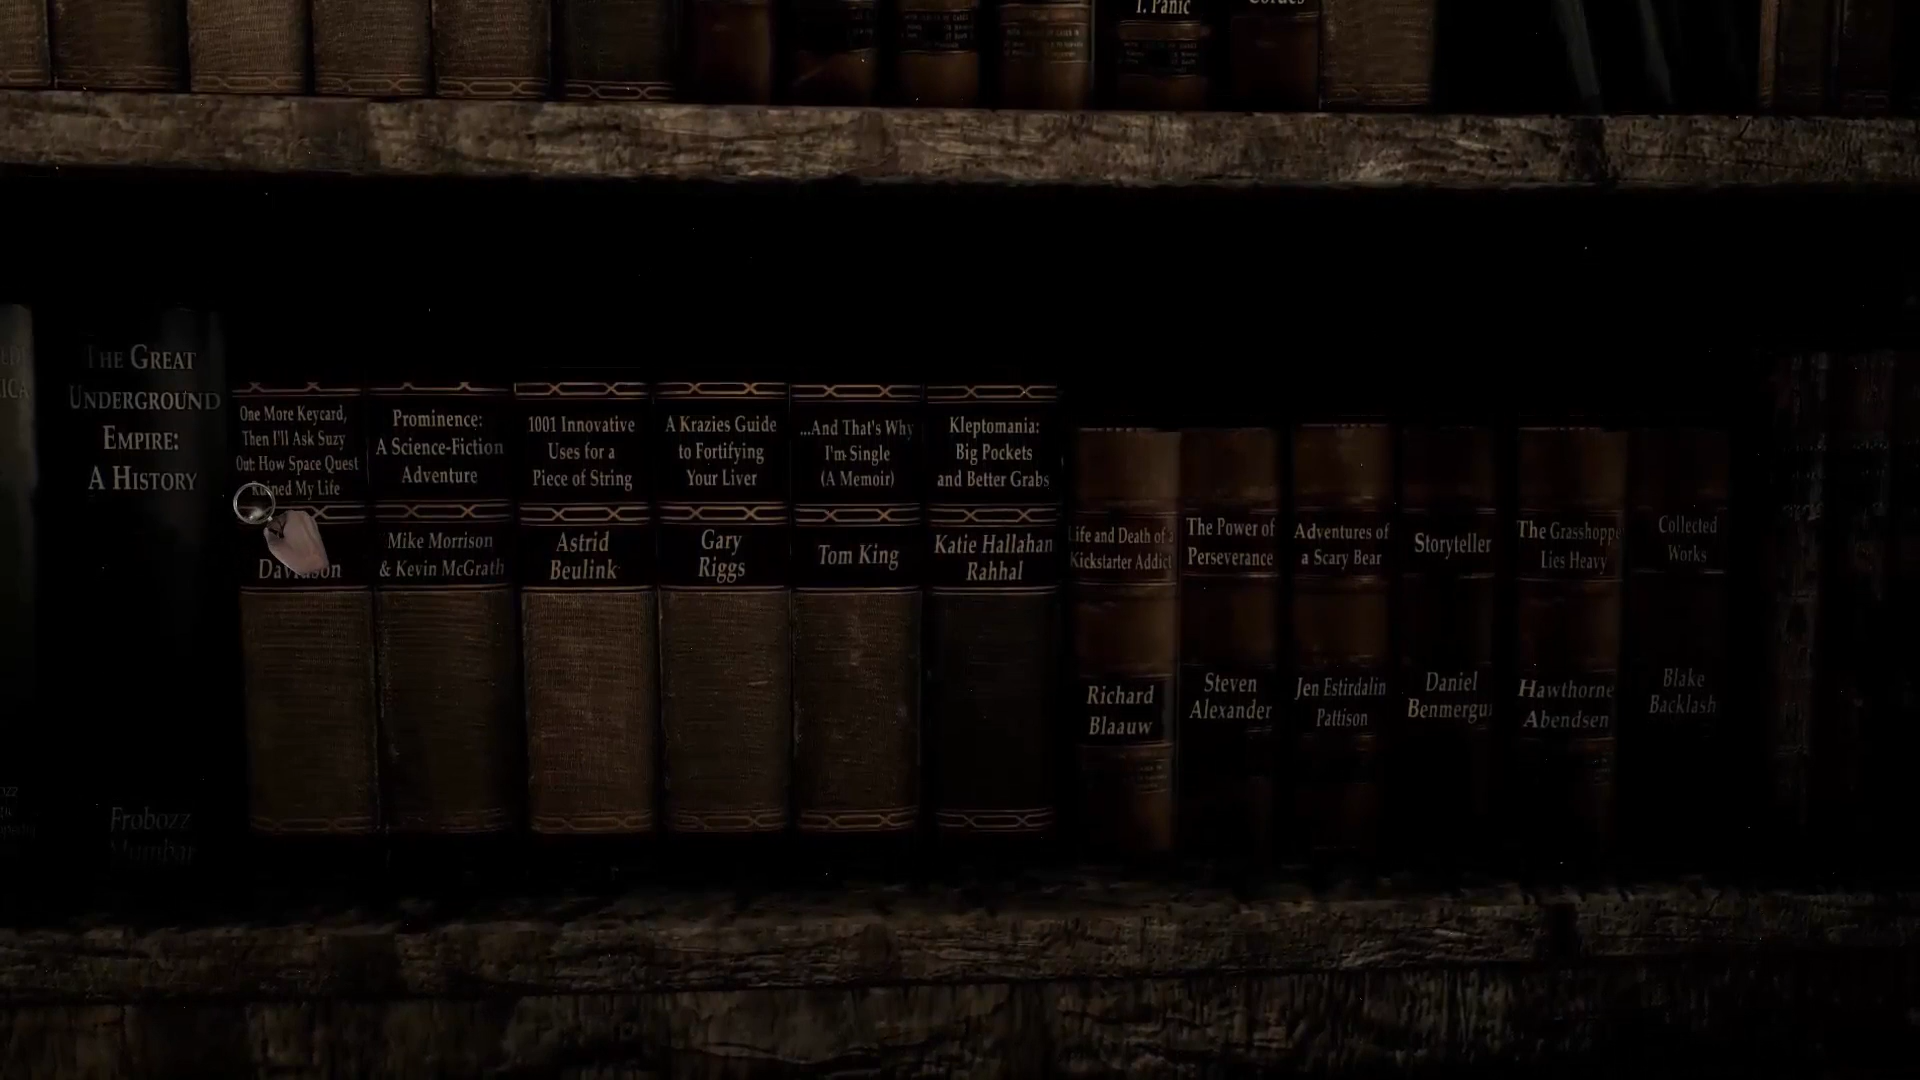 I. Panic
The Great
Underground
Empire:
A History
Frobozz
Mumbar
One More Keycard,
Then I'll Ask Suzy
Out: How Space Quest
Ruined My Life
Davidson
Prominence:
A Science-Fiction
Adventure
Mike Morrison
& Kevin McGrath
1001 Innovative
Uses for a
Piece of String
Astrid
Beulink
A Krazies Guide
to Fortifying
Your Liver
Gary
Riggs
...And That's Why
I'm Single
(A Memoir)
Tom King
Kleptomania:
Big Pockets
and Better Grabs
Katie Hallahan
Rahhal
Life and Death of a
Kickstarter Addict
Richard
Blaauw
The Power of
Perseverance
Steven
Alexander
Adventures of
a Scary Bear
Jen Estirdalin
Pattison
Storyteller
Daniel
Benmergui
The Grasshopper
Lies Heavy
Hawthorne
Abendsen
Collected
Works
Blake
Backlash